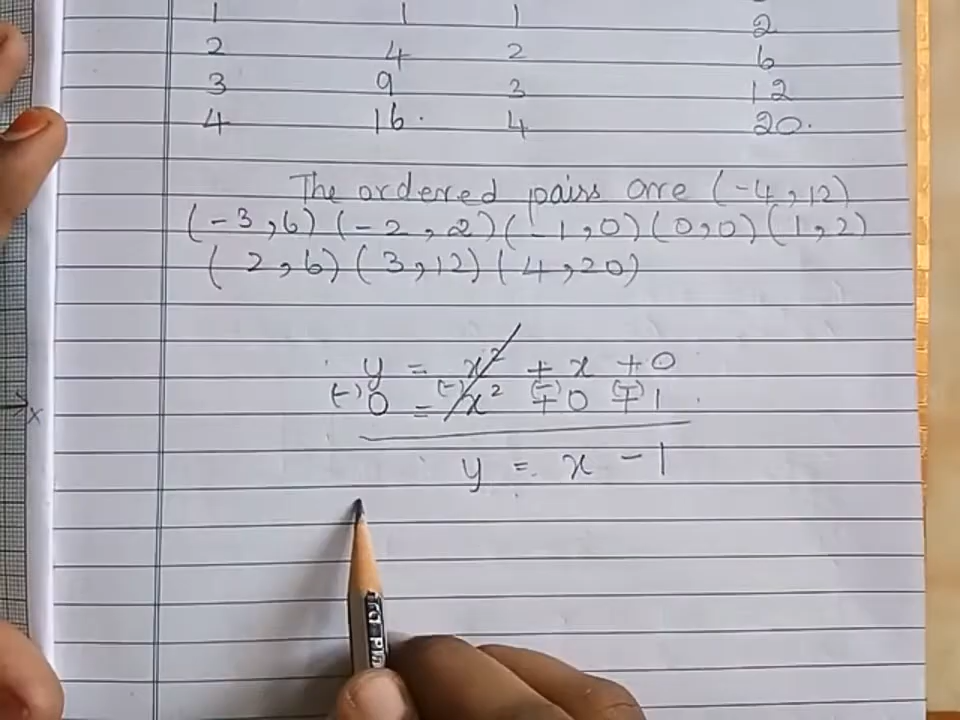 1 1 1 2
2 4 2 6
3 9 3 12
4 16. 4 20.
The ordered pairs are (-4,12)
(-3,6) (-2,2) (-1,0) (0,0) (1,2)
(2,6) (3,12) (4,20)
y = x² + x + 0
(-) 0 = (-) x² (-) + 0 (-) + 1
y = x - 1
x